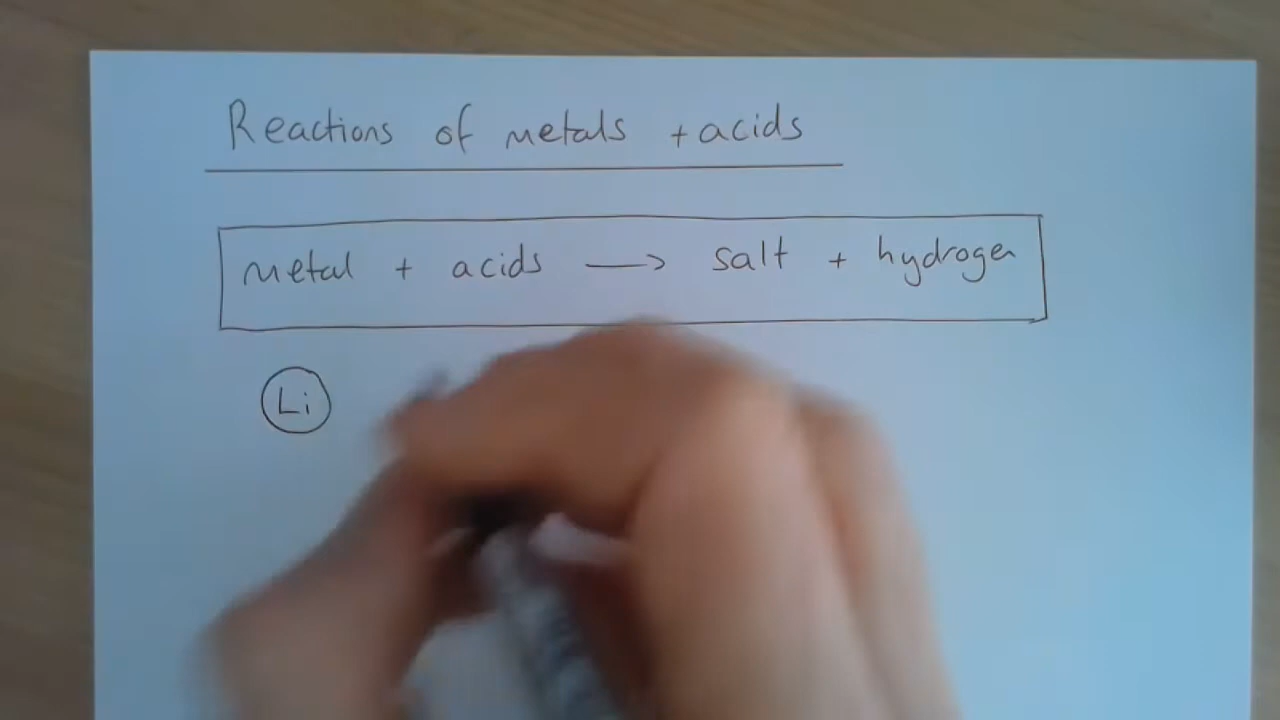 Reactions of metals + acids
metal + acids → salt + hydrogen
Li